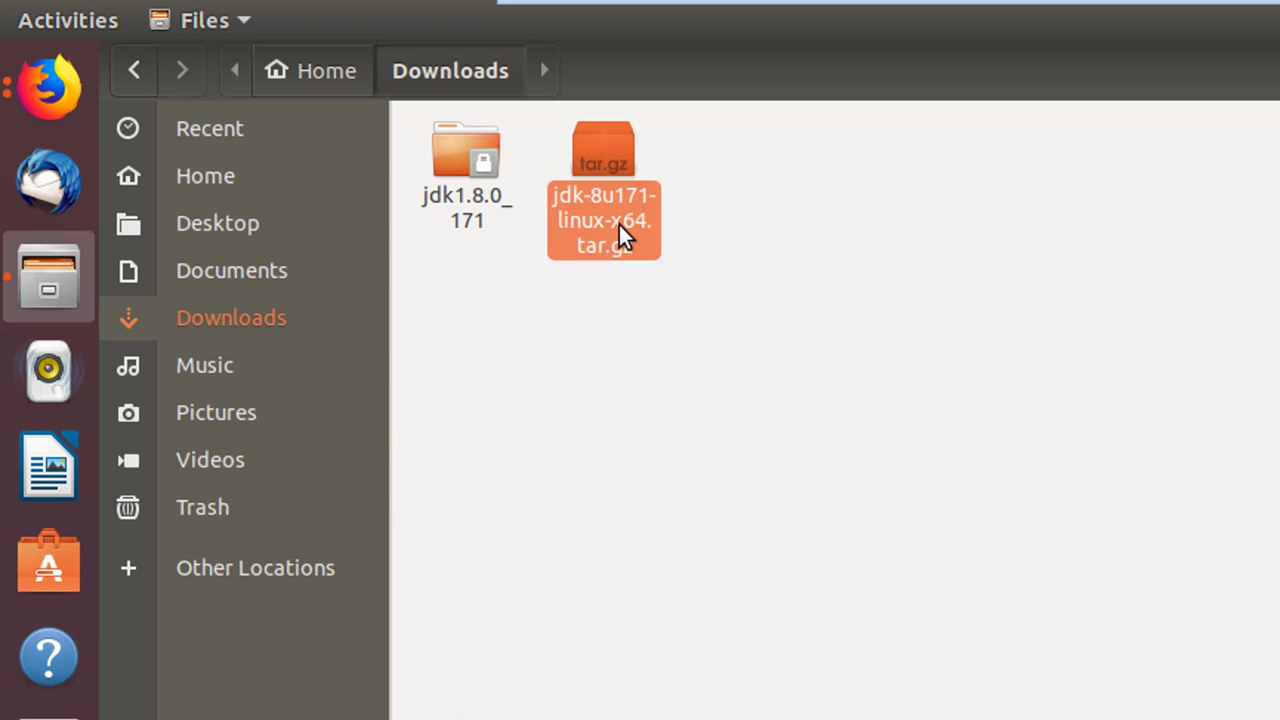 Activities Files
Home Downloads
Recent
Home
Desktop
Documents
Downloads
Music
Pictures
Videos
Trash
Other Locations
jdk1.8.0_
171
tar.gz
jdk-8u171-
linux-x64.
tar.gz